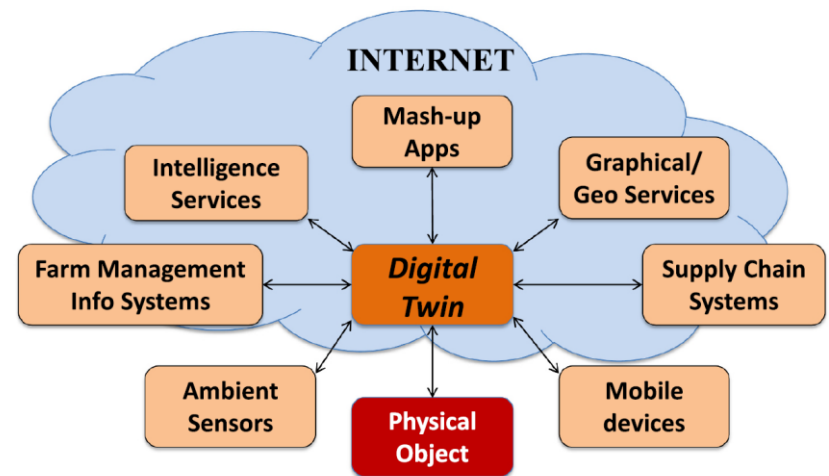 INTERNET
Mash-up
Apps
Intelligence
Services
Graphical/
Geo Services
Farm Management
Info Systems
Digital
Twin
Supply Chain
Systems
Ambient
Sensors
Physical
Object
Mobile
devices